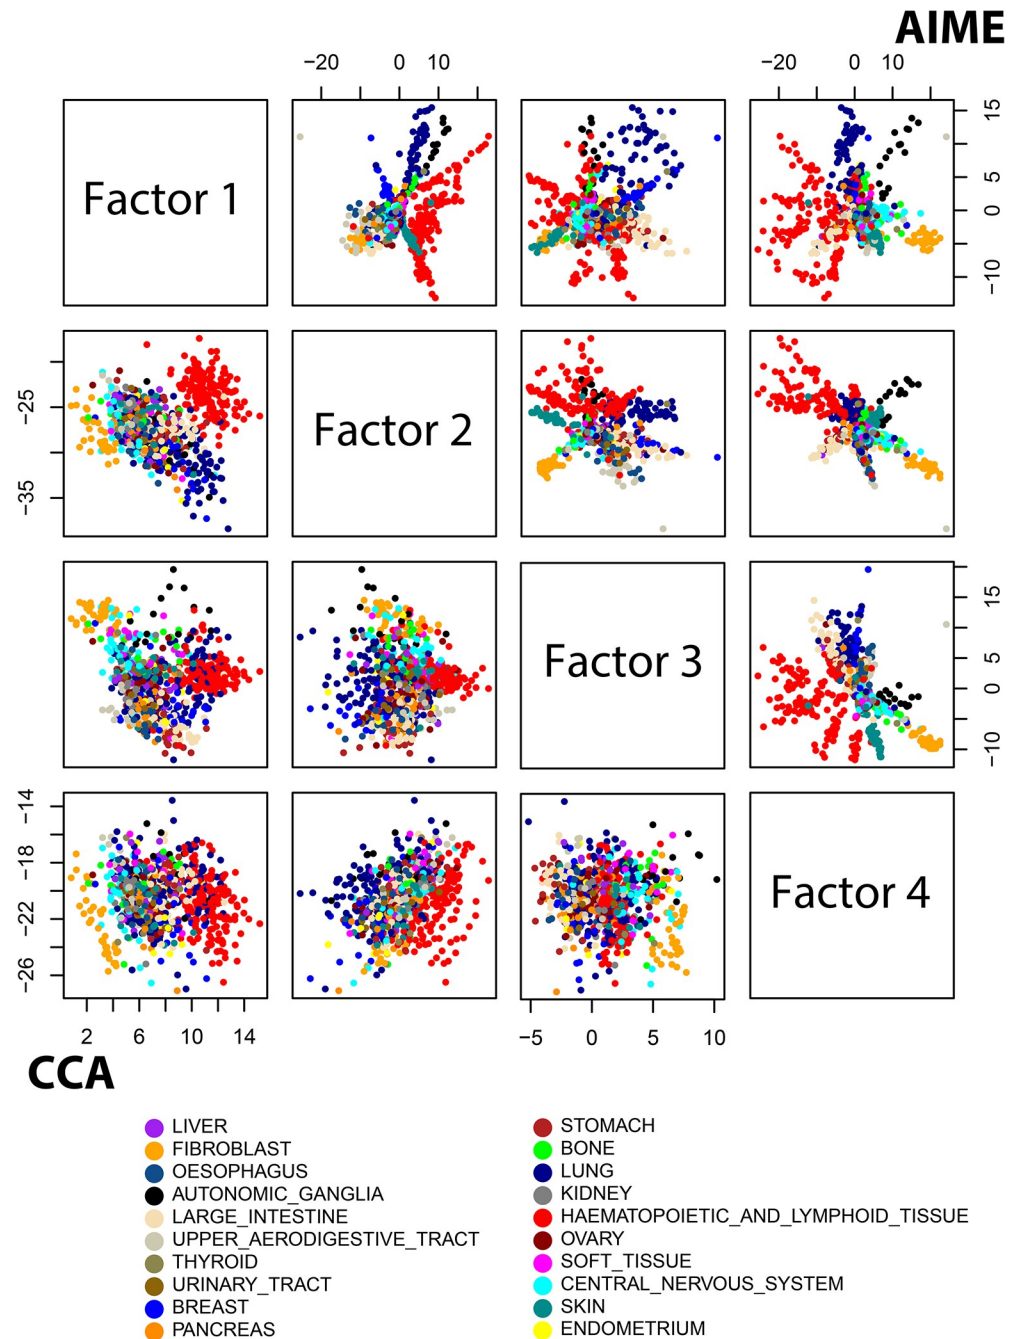 AIME
−20 0 10
−20 0 10
Factor 1
15
5
0
−10
−25
−35
Factor 2
Factor 3
15
5
0
−10
−14
−18
−22
−26
Factor 4
2 6 10 14
−5 0 5 10
CCA
LIVER
FIBROBLAST
OESOPHAGUS
AUTONOMIC_GANGLIA
LARGE_INTESTINE
UPPER_AERODIGESTIVE_TRACT
THYROID
URINARY_TRACT
BREAST
PANCREAS
STOMACH
BONE
LUNG
KIDNEY
HAEMATOPOIETIC_AND_LYMPHOID_TISSUE
OVARY
SOFT_TISSUE
CENTRAL_NERVOUS_SYSTEM
SKIN
ENDOMETRIUM